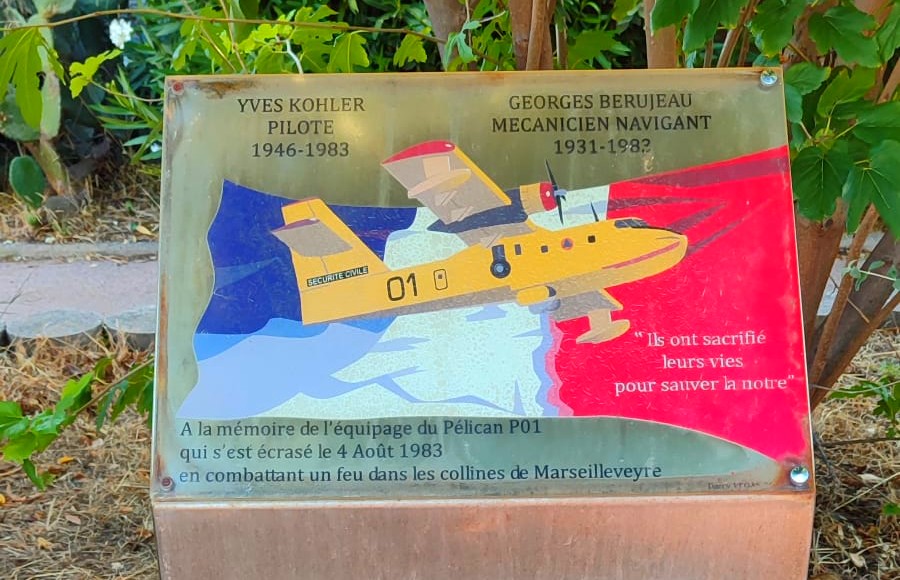 YVES KOHLER
PILOTE
1946-1983
GEORGES BERUJEAU
MECANICIEN NAVIGANT
1931-1983
SECURITE CIVILE
01
“Ils ont sacrifié
leurs vies
pour sauver la notre”
A la mémoire de l'équipage du Pélican P01
qui s'est écrasé le 4 Août 1983
en combattant un feu dans les collines de Marseilleveyre